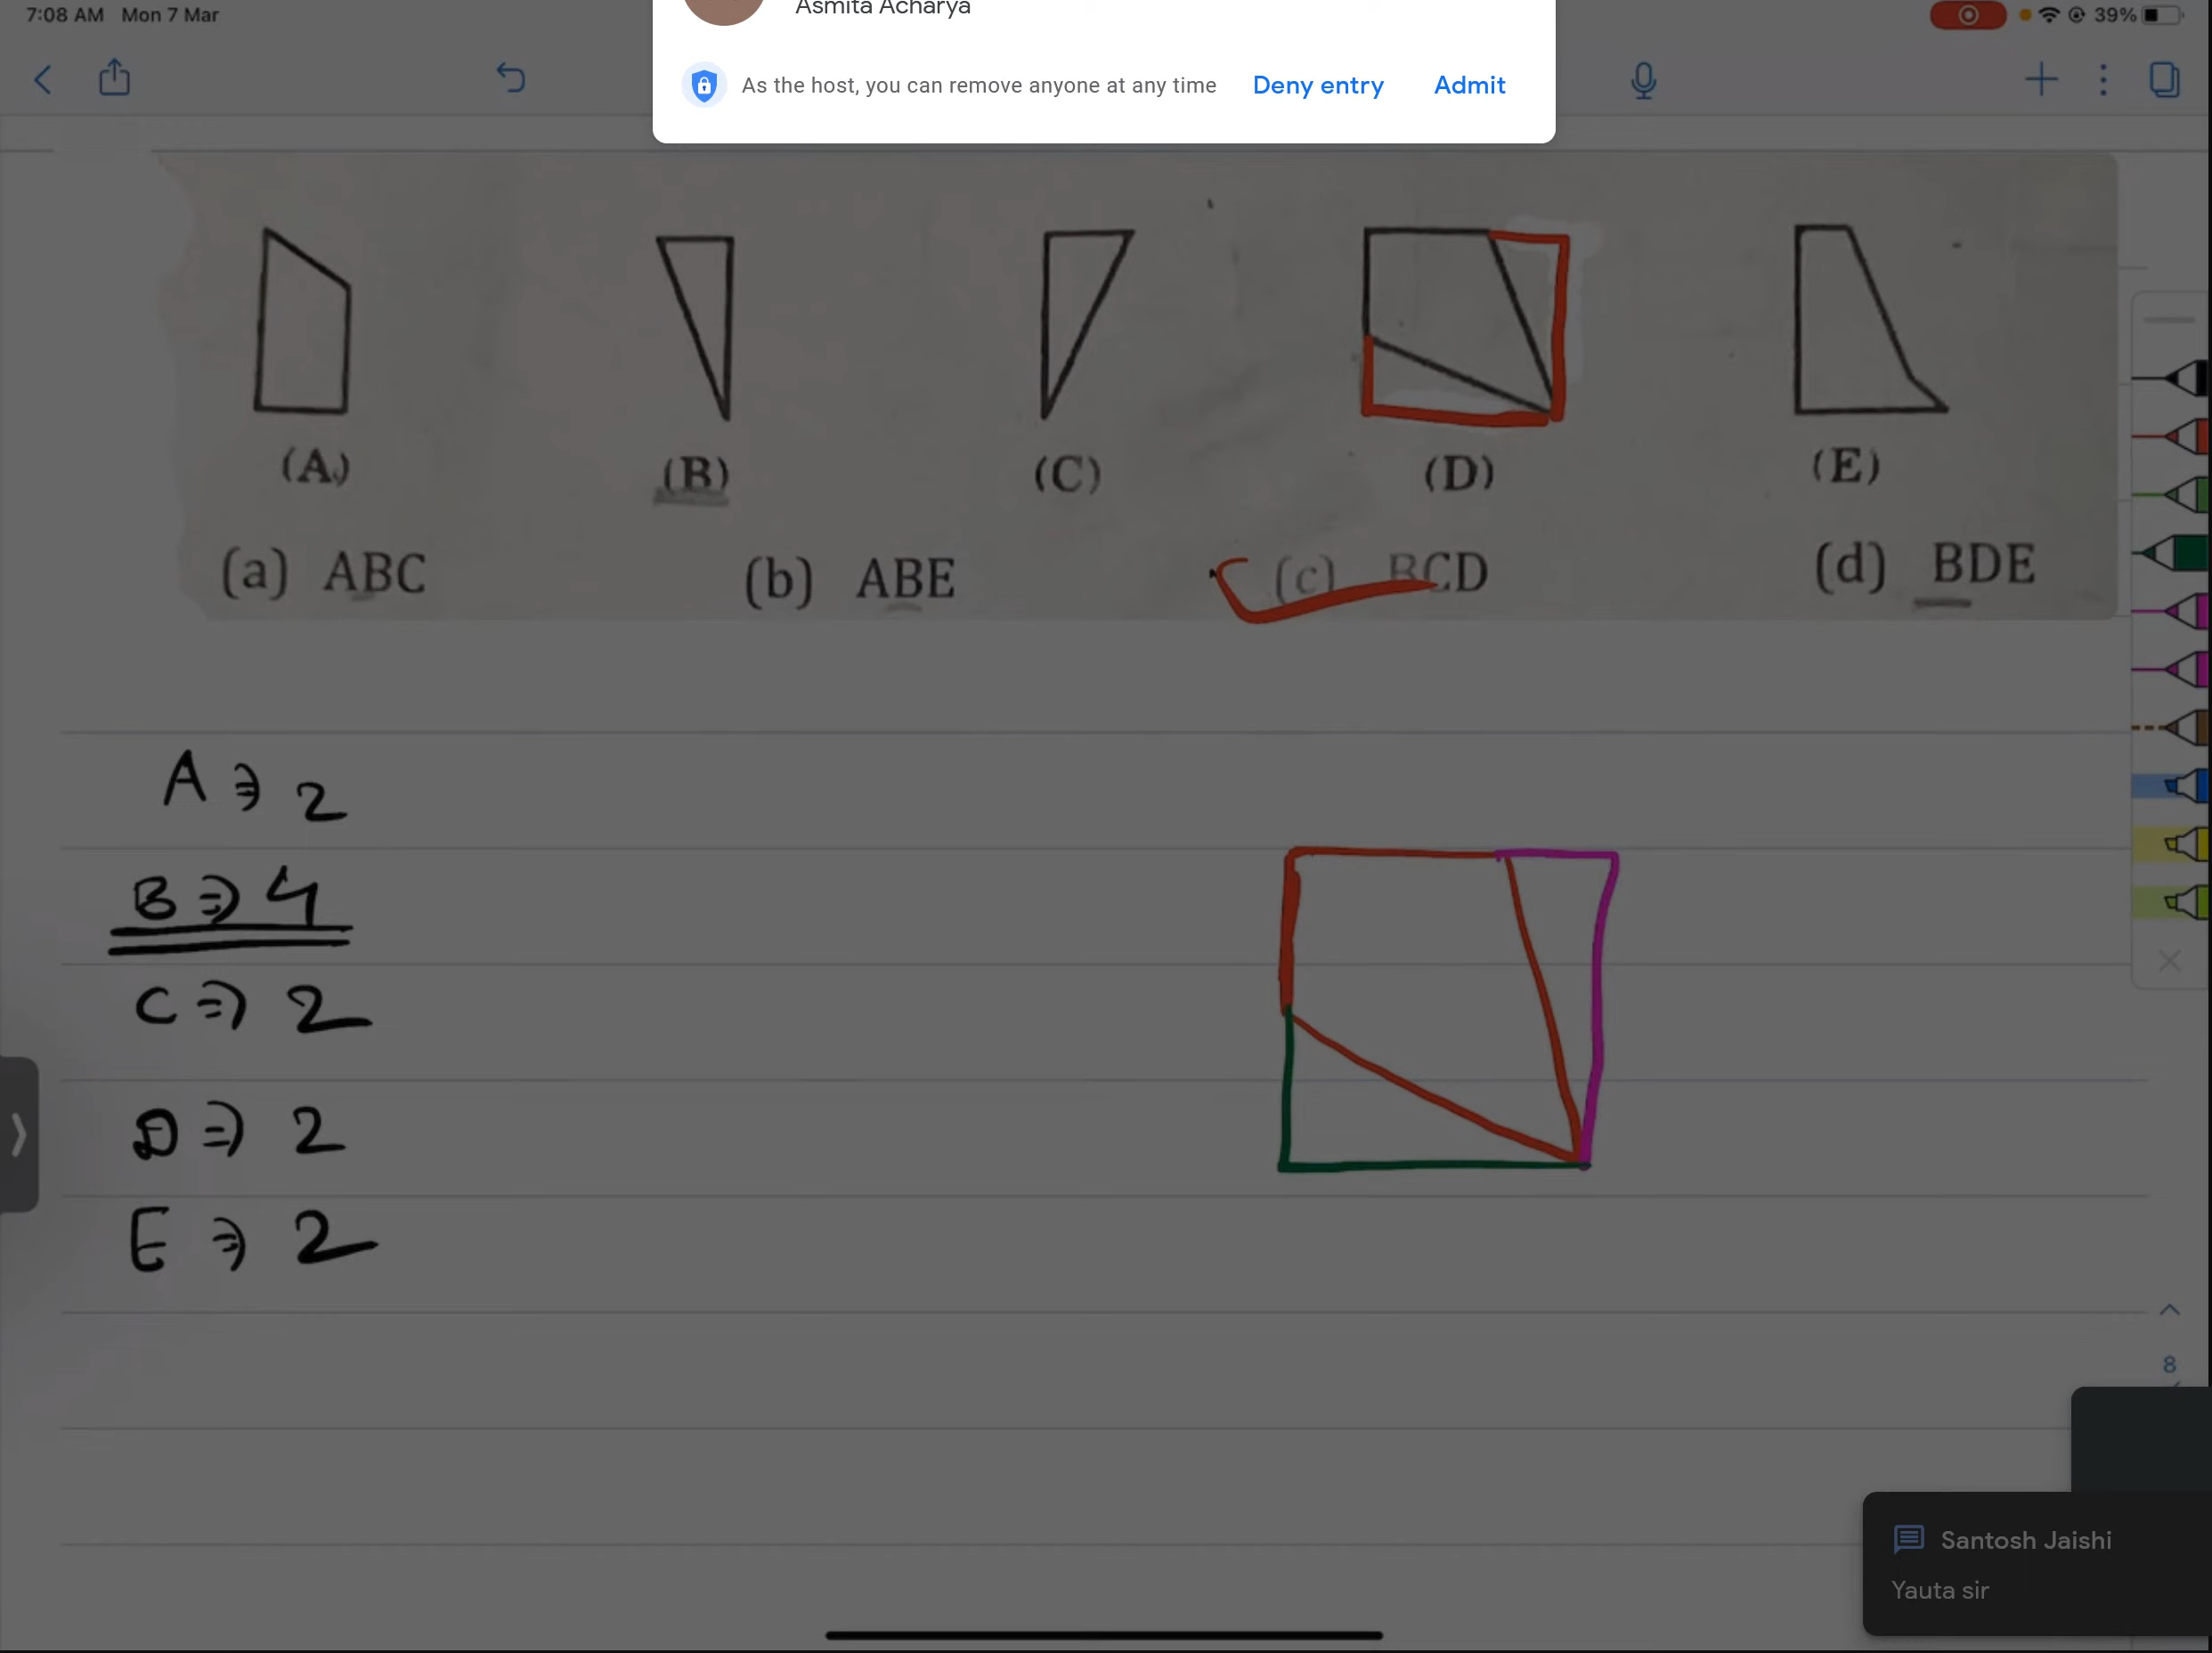 7:08 AM Mon 7 Mar
39%
Asmita Acharya
As the host, you can remove anyone at any time Deny entry Admit
(A) (B) (C) (D) (E)
(a) ABC (b) ABE (c) BCD (d) BDE
A ⇒ 2
B ⇒ 4
C ⇒ 2
D ⇒ 2
E ⇒ 2
8
Santosh Jaishi
Yauta sir